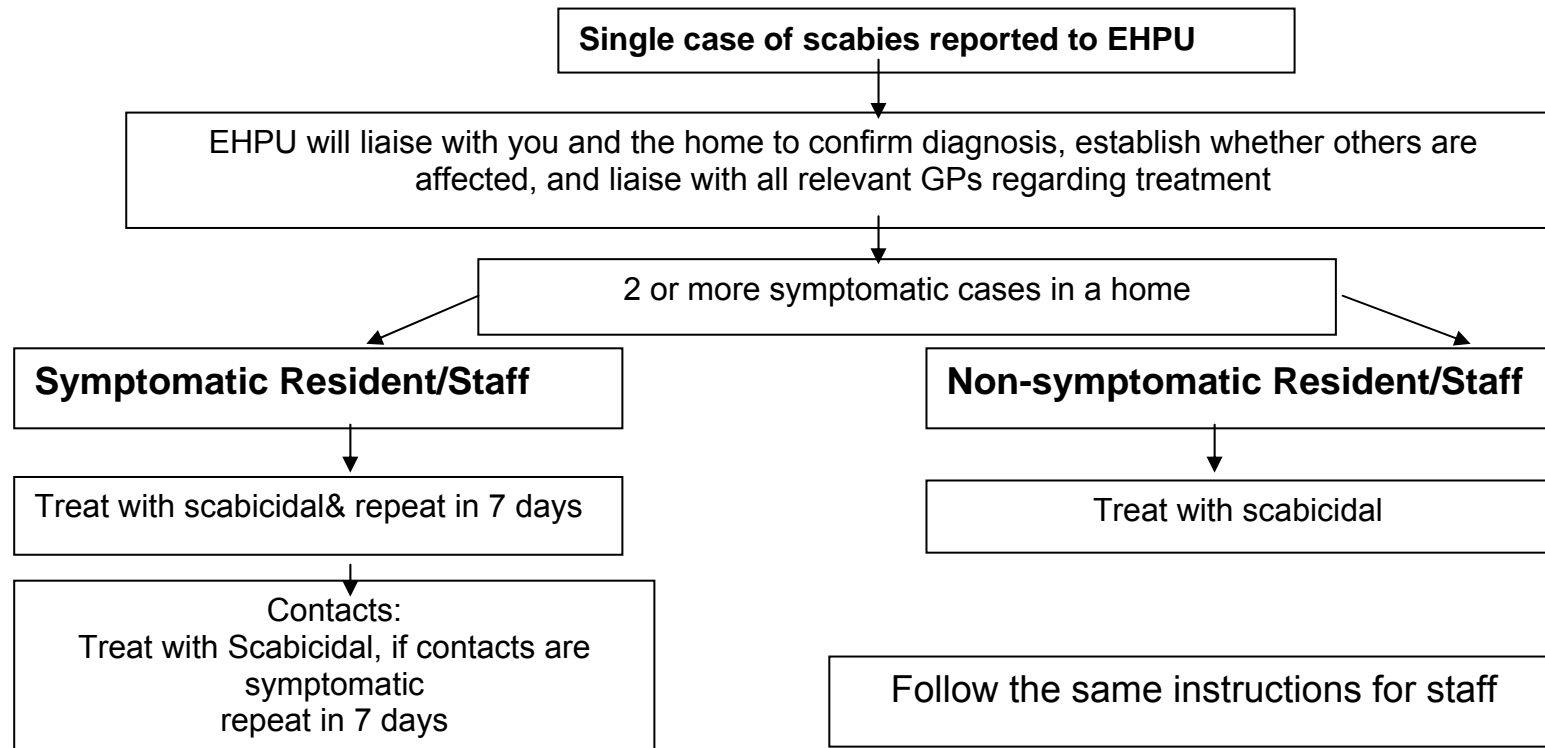 Single case of scabies reported to EHPU
EHPU will liaise with you and the home to confirm diagnosis, establish whether others are
affected, and liaise with all relevant GPs regarding treatment
2 or more symptomatic cases in a home
Symptomatic Resident/Staff
Non-symptomatic Resident/Staff
Treat with scabicidal& repeat in 7 days
Treat with scabicidal
Contacts:
Treat with Scabicidal, if contacts are
symptomatic
repeat in 7 days
Follow the same instructions for staff